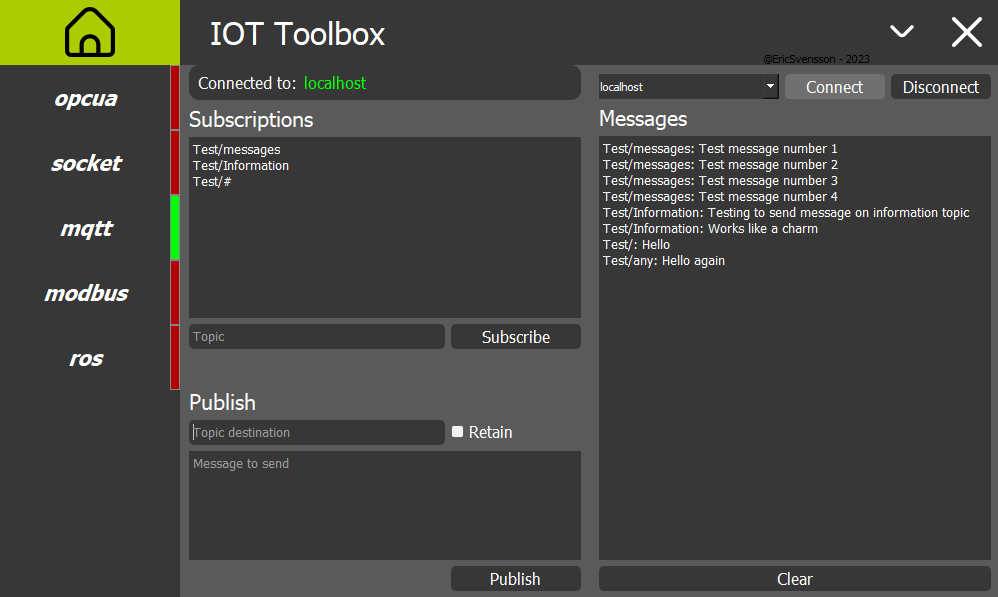 IOT Toolbox
@EricSvensson - 2023
opcua
socket
mqtt
modbus
ros
Connected to: localhost
Subscriptions
Test/messages
Test/Information
Test/#
Topic
Subscribe
Publish
Topic destination
Retain
Message to send
Publish
localhost
Connect
Disconnect
Messages
Test/messages: Test message number 1
Test/messages: Test message number 2
Test/messages: Test message number 3
Test/messages: Test message number 4
Test/Information: Testing to send message on information topic
Test/Information: Works like a charm
Test/: Hello
Test/any: Hello again
Clear